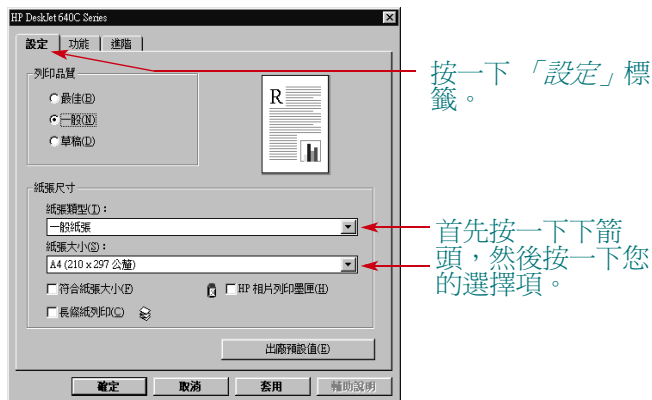 HP DeskJet 640C Series
設定 功能 進階
列印品質
最佳(B)
一般(N)
草稿(D)
R
紙張尺寸
紙張類型(T)：
一般紙張
紙張大小(S)：
A4 (210 x 297 公釐)
符合紙張大小(F)
HP 相片列印墨匣(H)
長條紙列印(C)
出廠預設值(E)
確定 取消 套用 輔助說明
按一下 「設定」標
籤。
首先按一下下箭
頭，然後按一下您
的選擇項。